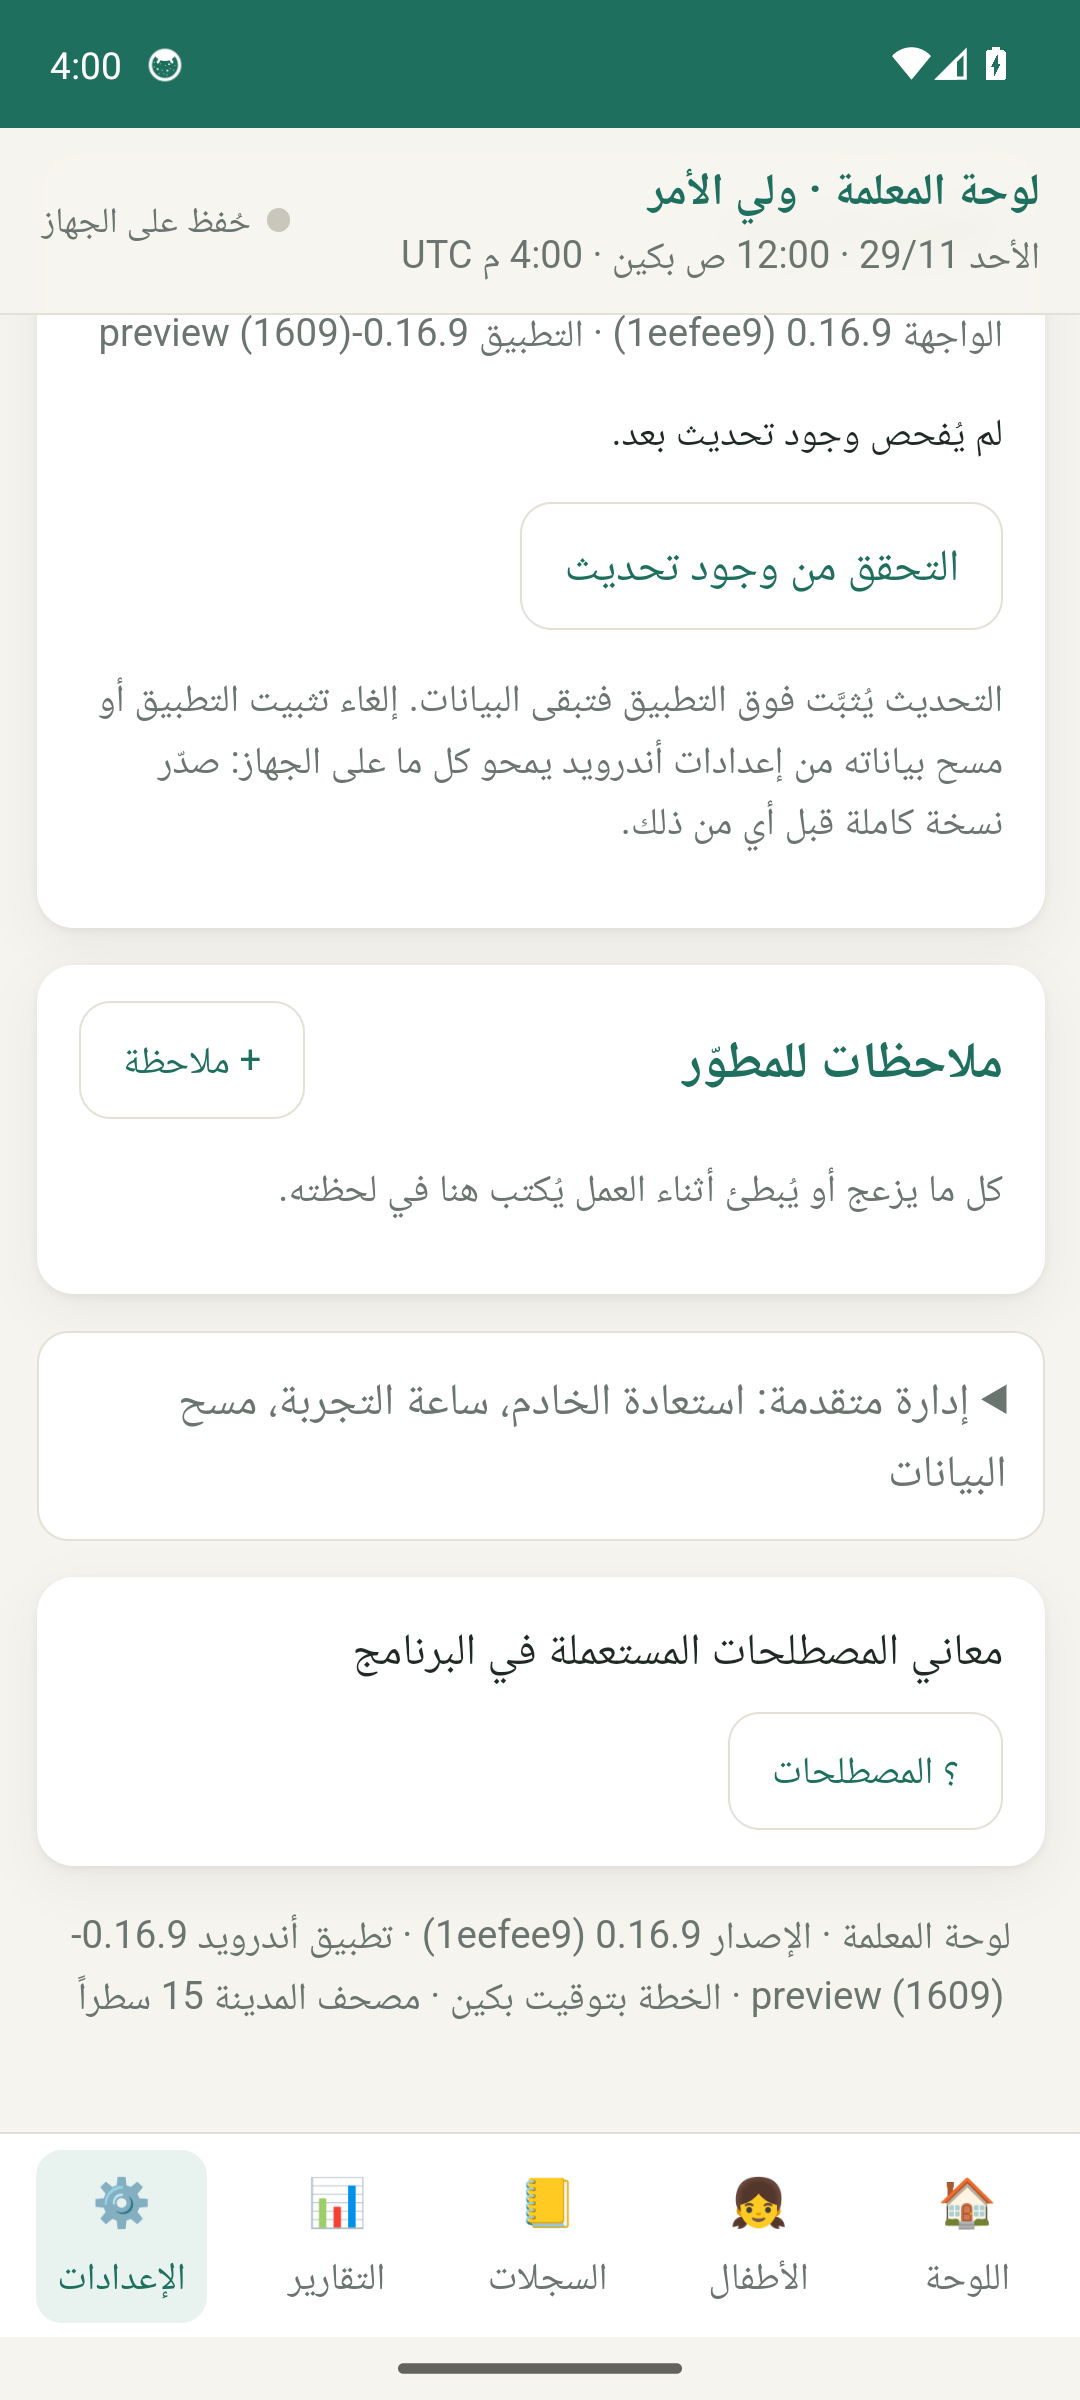 4:00
لوحة المعلمة · ولي الأمر
الأحد 29/11 · 12:00 ص بكين · 4:00 م UTC
حُفظ على الجهاز
الواجهة 0.16.9 (1eefee9) · التطبيق 0.16.9-preview (1609)
لم يُفحص وجود تحديث بعد.
التحقق من وجود تحديث
التحديث يُثبَّت فوق التطبيق فتبقى البيانات. إلغاء تثبيت التطبيق أو
مسح بياناته من إعدادات أندرويد يمحو كل ما على الجهاز: صدّر
نسخة كاملة قبل أي من ذلك.
ملاحظات للمطوّر
+ ملاحظة
كل ما يزعج أو يُبطئ أثناء العمل يُكتب هنا في لحظته.
◀ إدارة متقدمة: استعادة الخادم، ساعة التجربة، مسح
البيانات
معاني المصطلحات المستعملة في البرنامج
؟ المصطلحات
لوحة المعلمة · الإصدار 0.16.9 (1eefee9) · تطبيق أندرويد 0.16.9-
preview (1609) · الخطة بتوقيت بكين · مصحف المدينة 15 سطراً
اللوحة
الأطفال
السجلات
التقارير
الإعدادات